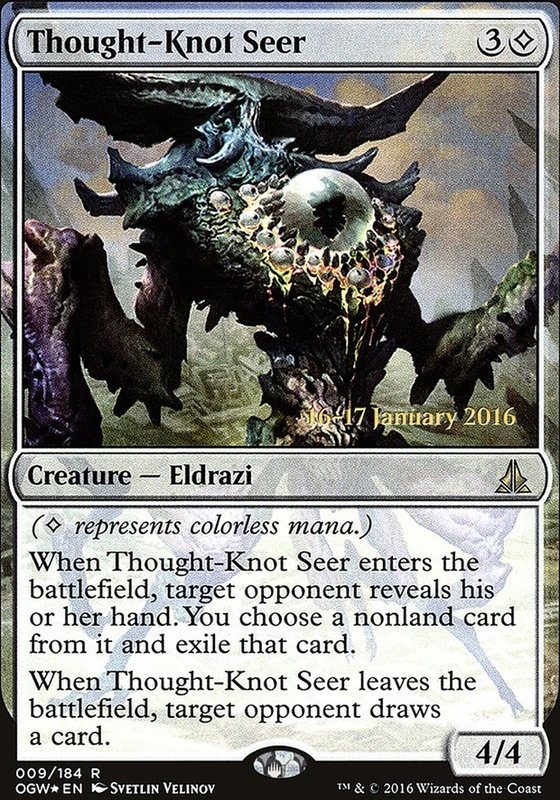 Thought-Knot Seer 3
16–17 January 2016
Creature — Eldrazi
( represents colorless mana.)
When Thought-Knot Seer enters the
battlefield, target opponent reveals his
or her hand. You choose a nonland card
from it and exile that card.
When Thought-Knot Seer leaves the
battlefield, target opponent draws
a card.
4/4
009/184 R
OGW★EN Svetlin Velinov
™ & © 2016 Wizards of the Coast